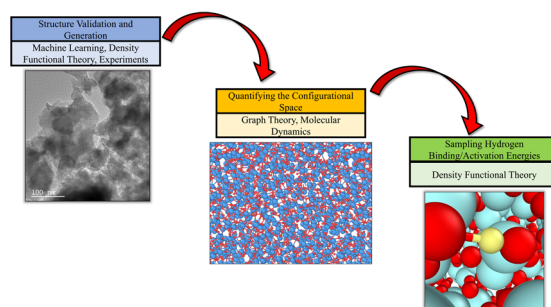 Structure Validation and
Generation
Machine Learning, Density
Functional Theory, Experiments
100 nm
Quantifying the Configurational
Space
Graph Theory, Molecular
Dynamics
Sampling Hydrogen
Binding/Activation Energies
Density Functional Theory